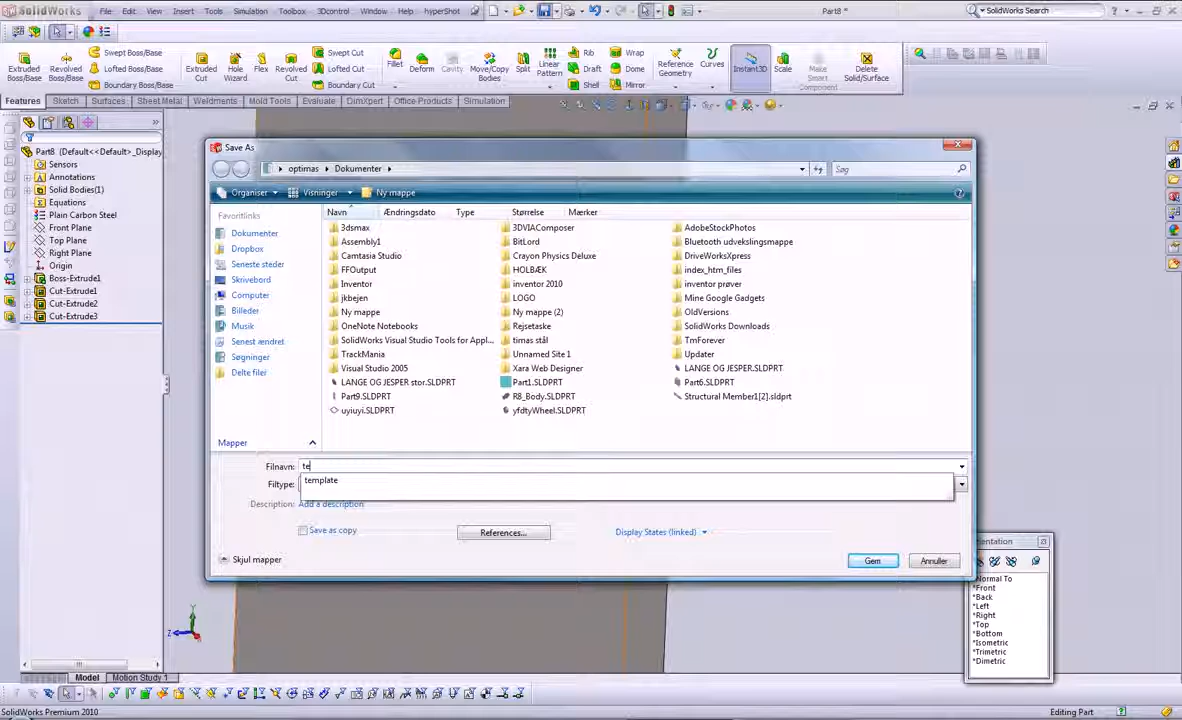 SolidWorks File Edit View Insert Tools Simulation Toolbox 3Dcontrol Window Help hyperShot Part8 * SolidWorks Search
Extruded Boss/Base Revolved Boss/Base Swept Boss/Base Lofted Boss/Base Boundary Boss/Base Extruded Cut Hole Wizard Flex Revolved Cut Swept Cut Lofted Cut Boundary Cut Fillet Deform Cavity Move/Copy Bodies Split Linear Pattern Rib Draft Shell Wrap Dome Mirror Reference Geometry Curves Instant3D Scale Make Smart Component Delete Solid/Surface
Features Sketch Surfaces Sheet Metal Weldments Mold Tools Evaluate DimXpert Office Products Simulation
Part8 (Default<<Default>_Display
Sensors
Annotations
Solid Bodies(1)
Equations
Plain Carbon Steel
Front Plane
Top Plane
Right Plane
Origin
Boss-Extrude1
Cut-Extrude1
Cut-Extrude2
Cut-Extrude3
Save As
optimas Dokumenter Søg
Organiser Visninger Ny mappe
Favoritlinks
Dokumenter
Dropbox
Seneste steder
Skrivebord
Computer
Billeder
Musik
Senest ændret
Søgninger
Delte filer
Mapper
Navn Ændringsdato Type Størrelse Mærker
3dsmax 3DVIAComposer AdobeStockPhotos
Assembly1 BitLord Bluetooth udvekslingsmappe
Camtasia Studio Crayon Physics Deluxe DriveWorksXpress
FFOutput HOLBÆK index_htm_files
Inventor inventor 2010 inventor prøver
jkbejen LOGO Mine Google Gadgets
Ny mappe Ny mappe (2) OldVersions
OneNote Notebooks Rejsetaske SolidWorks Downloads
SolidWorks Visual Studio Tools for Appl... timas stål TmForever
TrackMania Unnamed Site 1 Updater
Visual Studio 2005 Xara Web Designer LANGE OG JESPER.SLDPRT
LANGE OG JESPER stor.SLDPRT Part1.SLDPRT Part6.SLDPRT
Part9.SLDPRT R8_Body.SLDPRT Structural Member1[2].sldprt
uyiuyi.SLDPRT yfdtyWheel.SLDPRT
Filnavn: te
template
Filtype:
Description: Add a description
Save as copy References... Display States (linked)
Skjul mapper Gem Annuller
entation
Normal To
*Front
*Back
*Left
*Right
*Top
*Bottom
*Isometric
*Trimetric
*Dimetric
Y
Z
Model Motion Study 1
SolidWorks Premium 2010 Editing Part